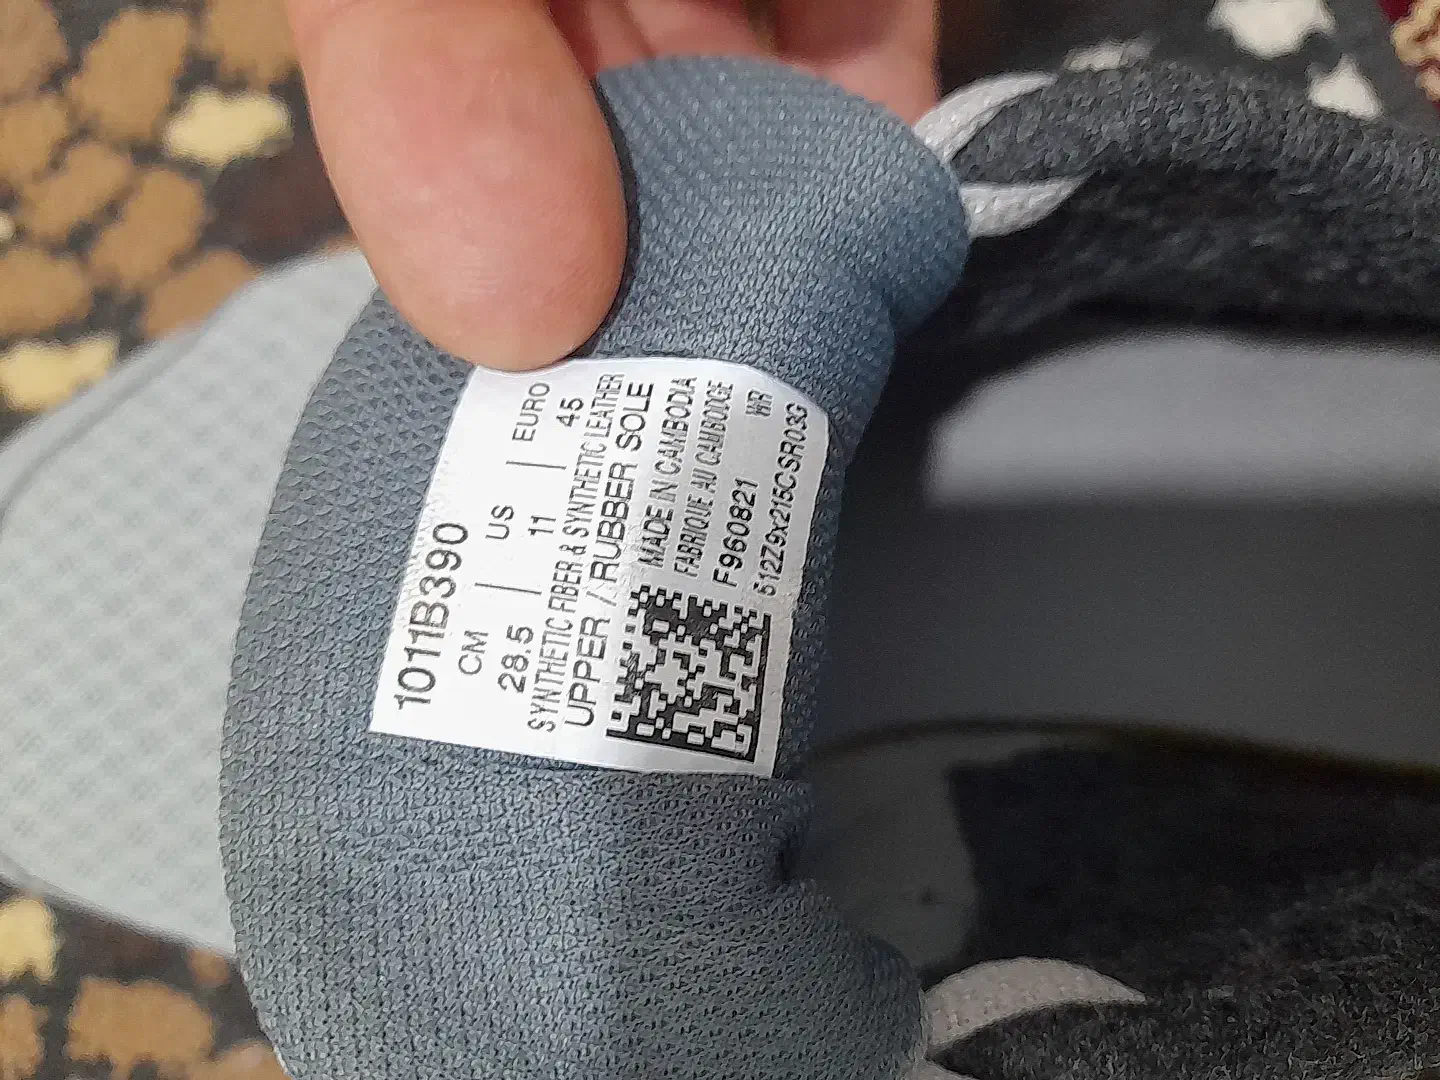 1011B390
CM | US | EURO
28.5 | 11 | 45
SYNTHETIC FIBER & SYNTHETIC LEATHER
UPPER / RUBBER SOLE
MADE IN CAMBODIA
FABRIQUE AU CAMBODGE
F960821 WR
512Z9x215CSR03G